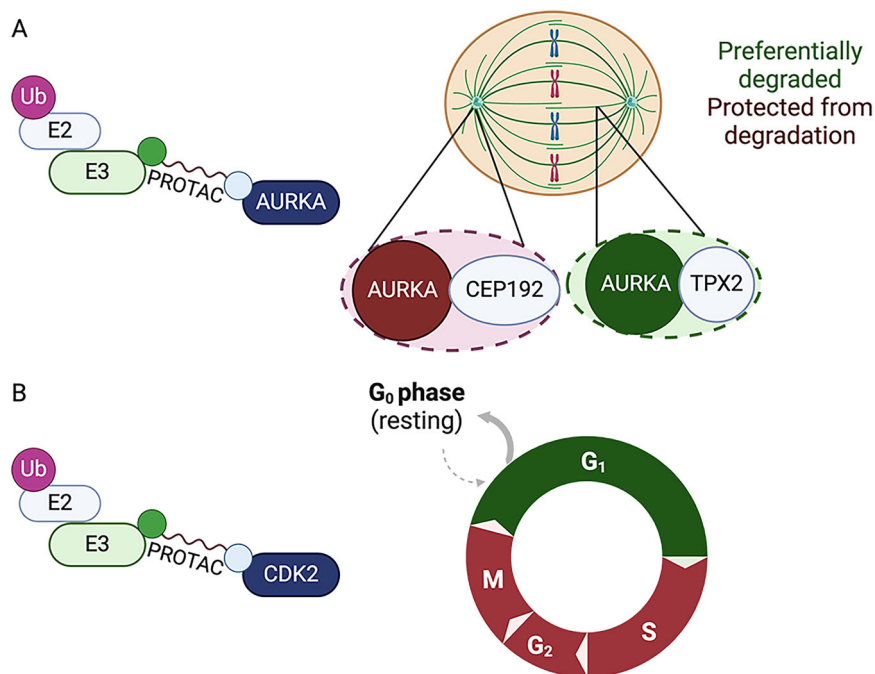 A
Ub
E2
E3
PROTAC
AURKA
Preferentially
degraded
Protected from
degradation
AURKA
CEP192
AURKA
TPX2
B
Ub
E2
E3
PROTAC
CDK2
G₀ phase
(resting)
G₁
M
G₂
S